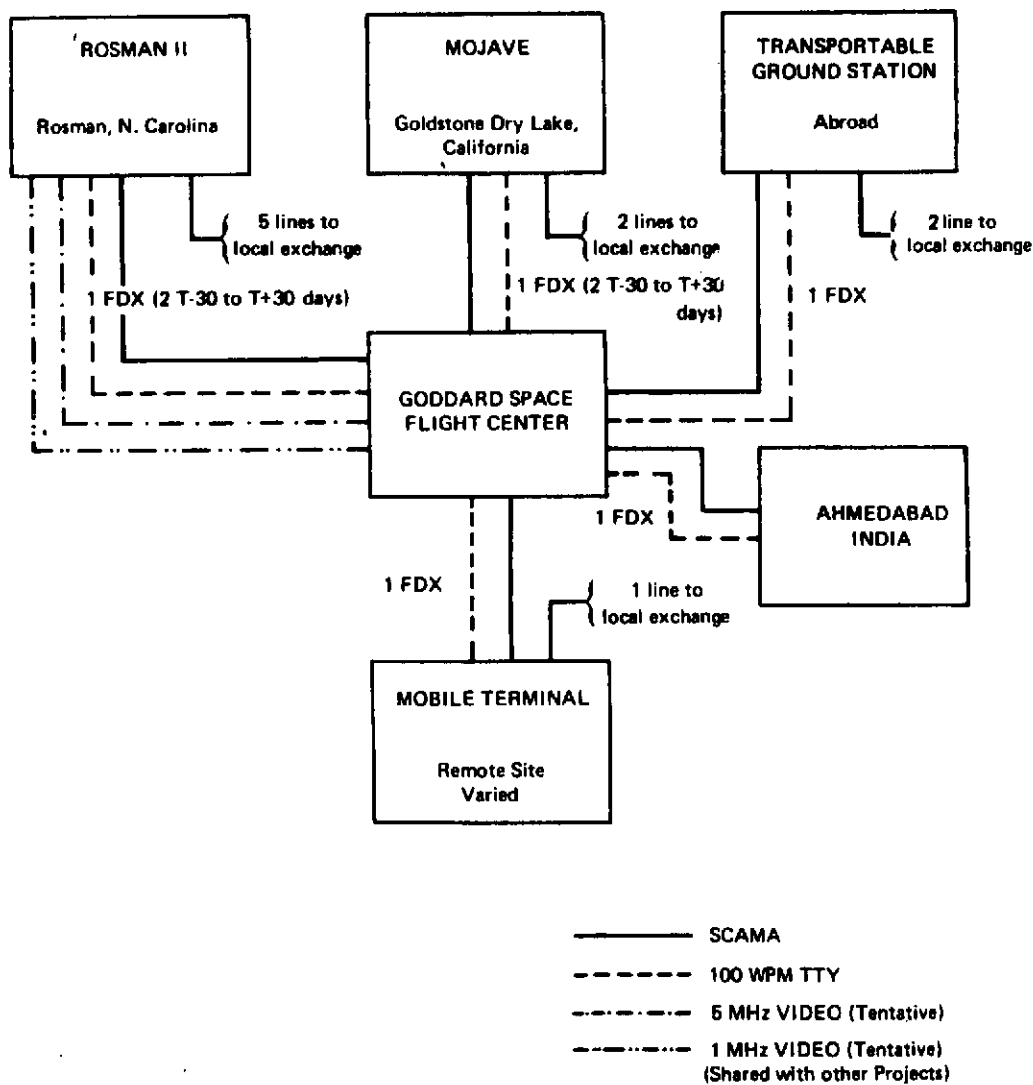 ROSMAN II
Rosman, N. Carolina
MOJAVE
Goldstone Dry Lake,
California
TRANSPORTABLE
GROUND STATION
Abroad
5 lines to
local exchange
2 lines to
local exchange
2 line to
local exchange
1 FDX (2 T-30 to T+30 days)
1 FDX (2 T-30 to T+30
days)
1 FDX
GODDARD SPACE
FLIGHT CENTER
AHMEDABAD
INDIA
1 FDX
1 FDX
1 line to
local exchange
MOBILE TERMINAL
Remote Site
Varied
SCAMA
100 WPM TTY
5 MHz VIDEO (Tentative)
1 MHz VIDEO (Tentative)
(Shared with other Projects)